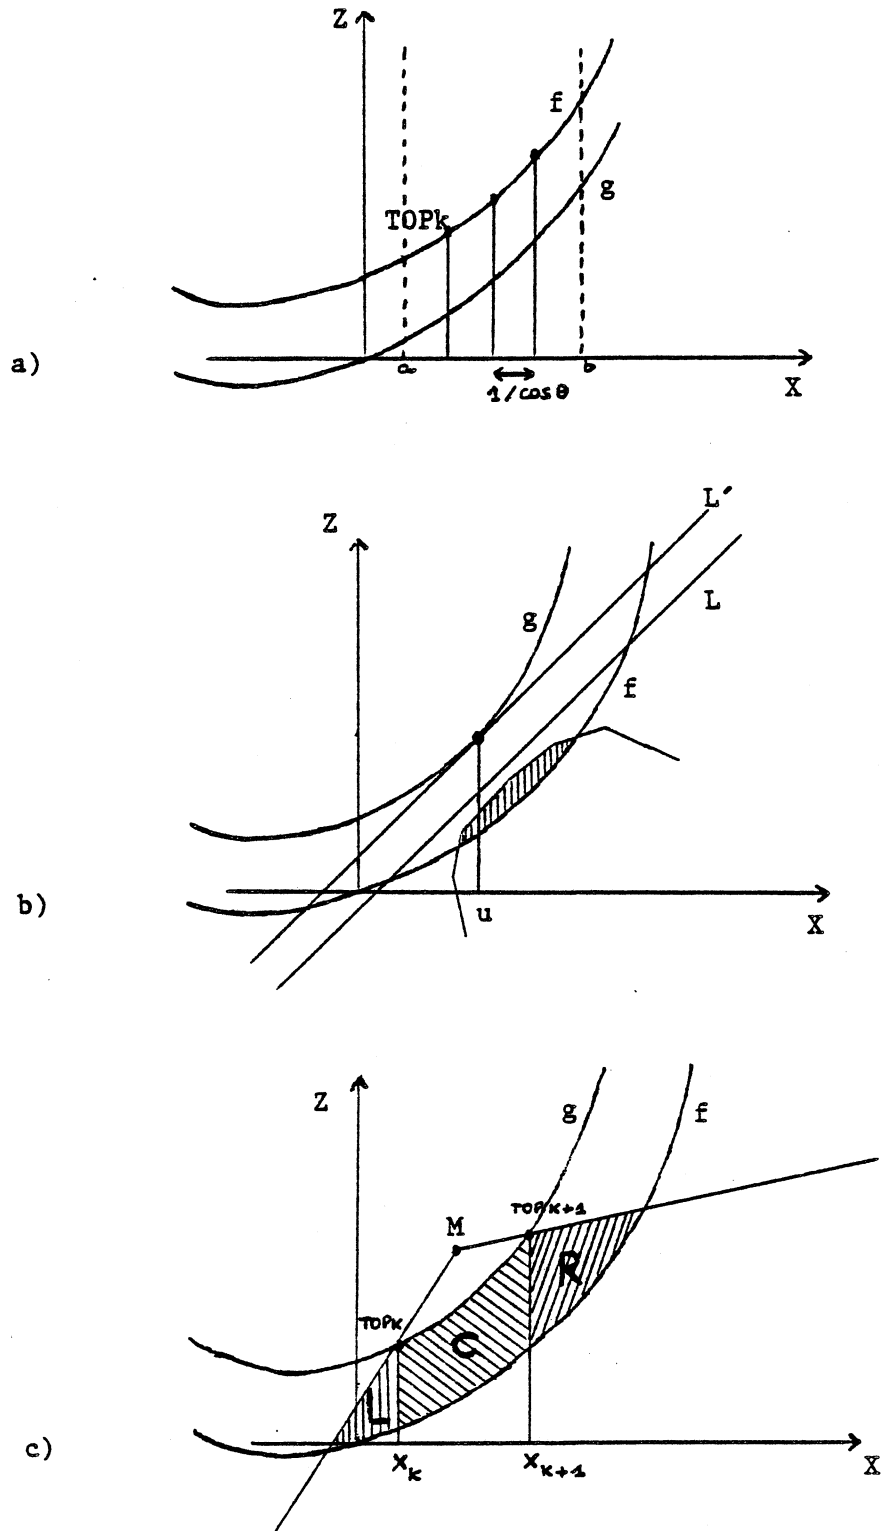 Z
f
g
TOPk
a)
a
b
1/cosθ
X
L′
Z
L
g
f
b)
u
X
Z
g
f
TOPK+1
M
R
TOPK
C
L
c)
xₖ
xₖ₊₁
X